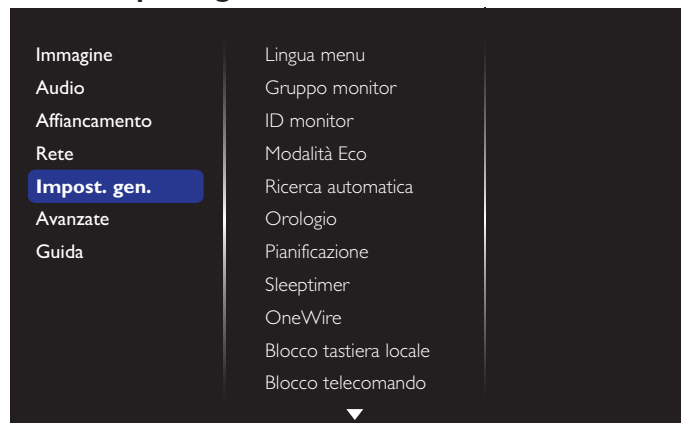 Immagine
Audio
Affiancamento
Rete
Impost. gen.
Avanzate
Guida
Lingua menu
Gruppo monitor
ID monitor
Modalità Eco
Ricerca automatica
Orologio
Pianificazione
Sleeptimer
OneWire
Blocco tastiera locale
Blocco telecomando